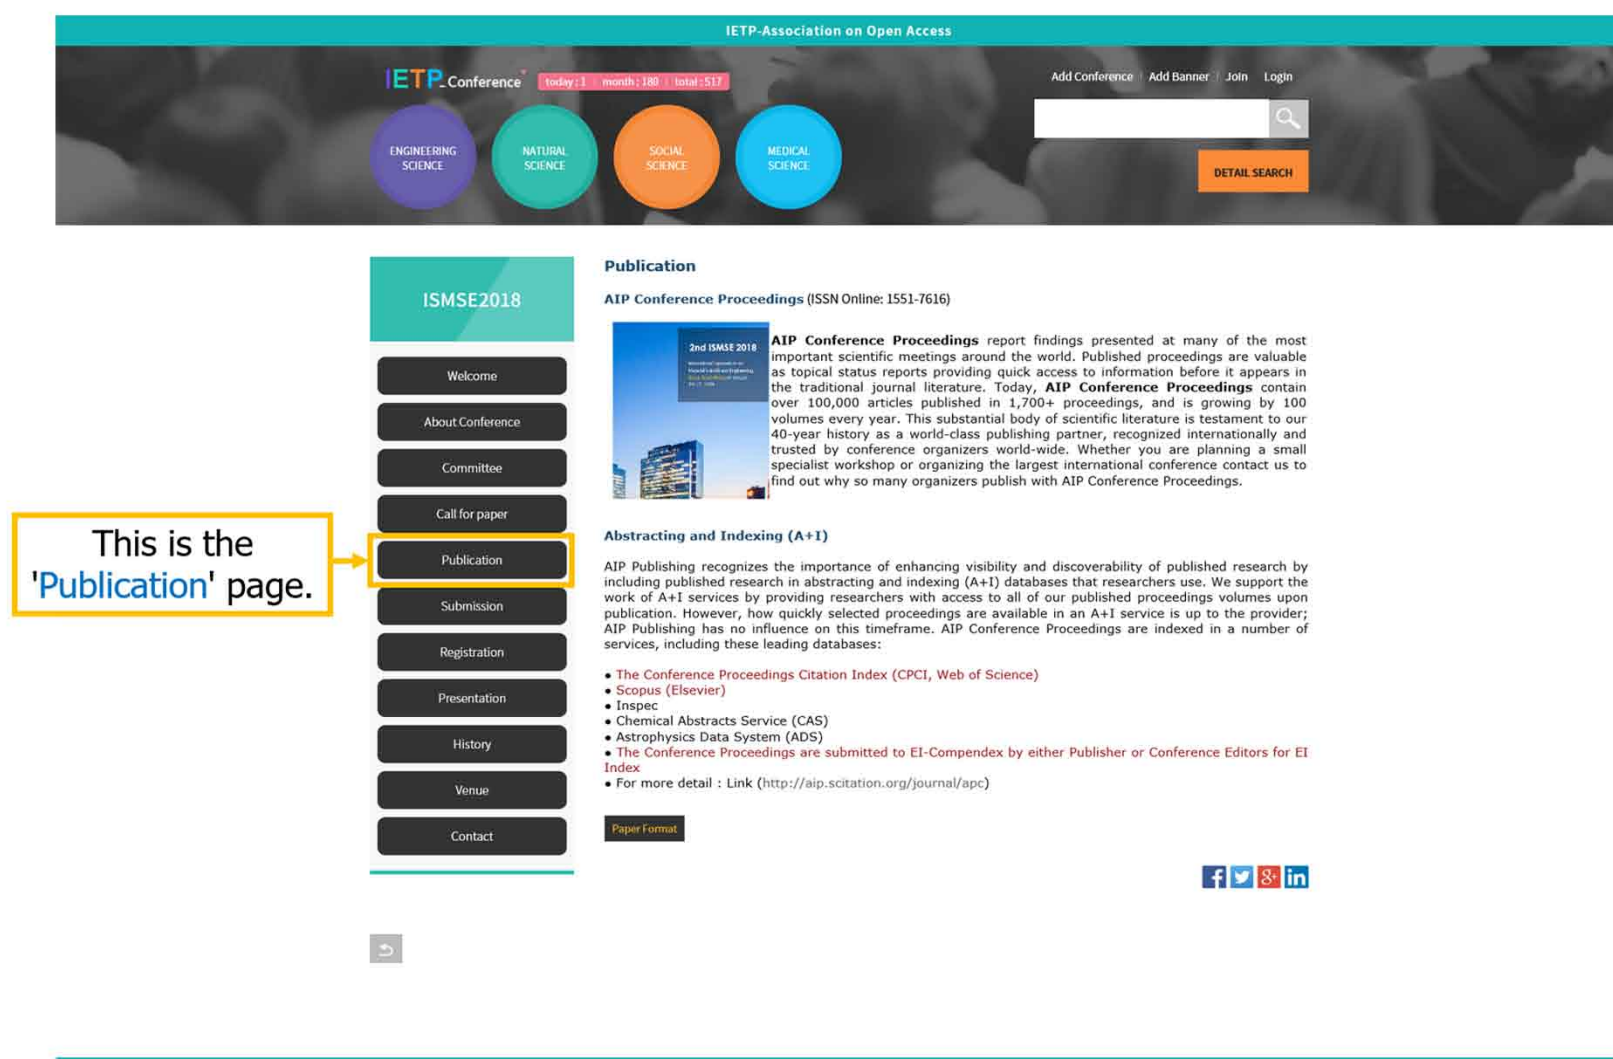 IETP-Association on Open Access
IETP_Conference
today : 1 | month : 180 | total : 517
Add Conference | Add Banner | Join Login
ENGINEERING
SCIENCE
NATURAL
SCIENCE
SOCIAL
SCIENCE
MEDICAL
SCIENCE
DETAIL SEARCH
ISMSE2018
Welcome
About Conference
Committee
Call for paper
Publication
Submission
Registration
Presentation
History
Venue
Contact
This is the
'Publication' page.
Publication
AIP Conference Proceedings (ISSN Online: 1551-7616)
2nd ISMSE 2018
AIP Conference Proceedings report findings presented at many of the most
important scientific meetings around the world. Published proceedings are valuable
as topical status reports providing quick access to information before it appears in
the traditional journal literature. Today, AIP Conference Proceedings contain
over 100,000 articles published in 1,700+ proceedings, and is growing by 100
volumes every year. This substantial body of scientific literature is testament to our
40-year history as a world-class publishing partner, recognized internationally and
trusted by conference organizers world-wide. Whether you are planning a small
specialist workshop or organizing the largest international conference contact us to
find out why so many organizers publish with AIP Conference Proceedings.
Abstracting and Indexing (A+I)
AIP Publishing recognizes the importance of enhancing visibility and discoverability of published research by
including published research in abstracting and indexing (A+I) databases that researchers use. We support the
work of A+I services by providing researchers with access to all of our published proceedings volumes upon
publication. However, how quickly selected proceedings are available in an A+I service is up to the provider;
AIP Publishing has no influence on this timeframe. AIP Conference Proceedings are indexed in a number of
services, including these leading databases:
● The Conference Proceedings Citation Index (CPCI, Web of Science)
● Scopus (Elsevier)
● Inspec
● Chemical Abstracts Service (CAS)
● Astrophysics Data System (ADS)
● The Conference Proceedings are submitted to EI-Compendex by either Publisher or Conference Editors for EI
Index
● For more detail : Link (http://aip.scitation.org/journal/apc)
Paper Format